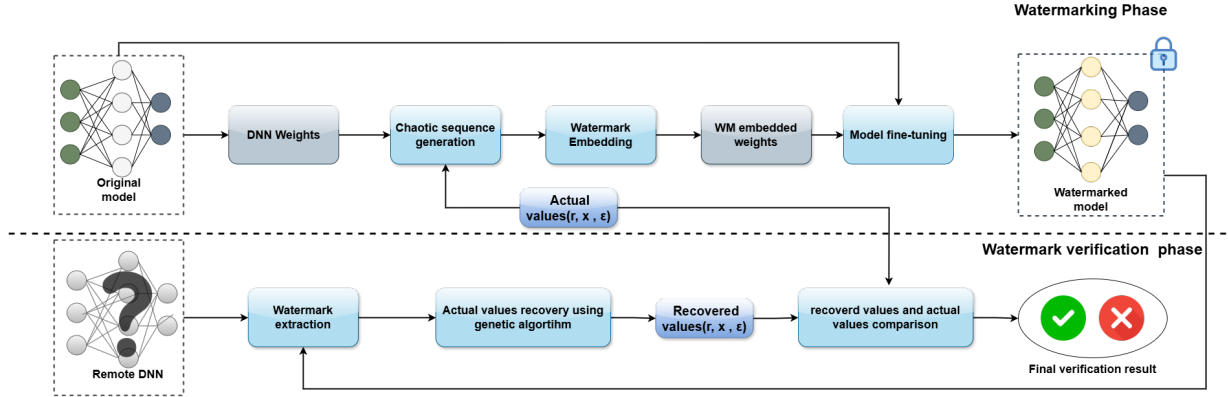 Watermarking Phase
Original
model
DNN Weights
Chaotic sequence
generation
Watermark
Embedding
WM embedded
weights
Model fine-tuning
Watermarked
model
Actual
values(r, x , ε)
Watermark verification phase
Remote DNN
Watermark
extraction
Actual values recovery using
genetic algortihm
Recovered
values(r, x , ε)
recoverd values and actual
values comparison
Final verification result